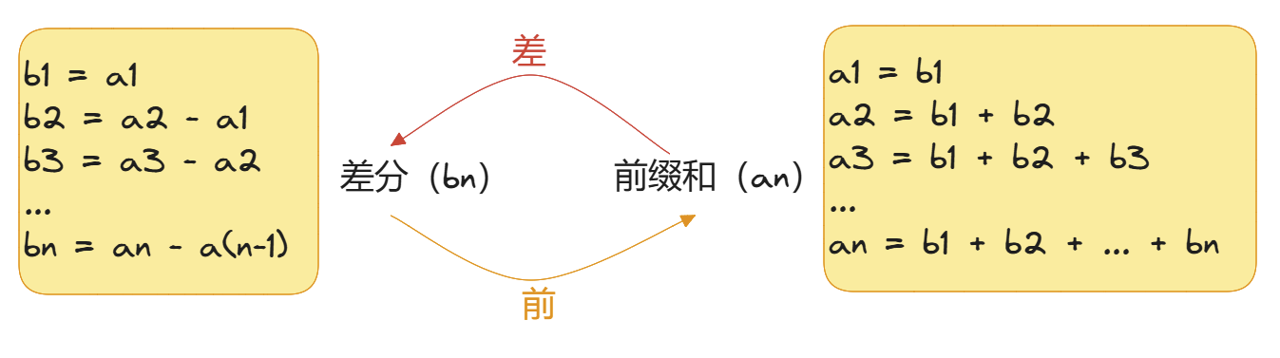 b1 = a1
b2 = a2 - a1
b3 = a3 - a2
...
bn = an - a(n-1)
差
差分（bn）
前缀和（an）
前
a1 = b1
a2 = b1 + b2
a3 = b1 + b2 + b3
...
an = b1 + b2 + ... + bn